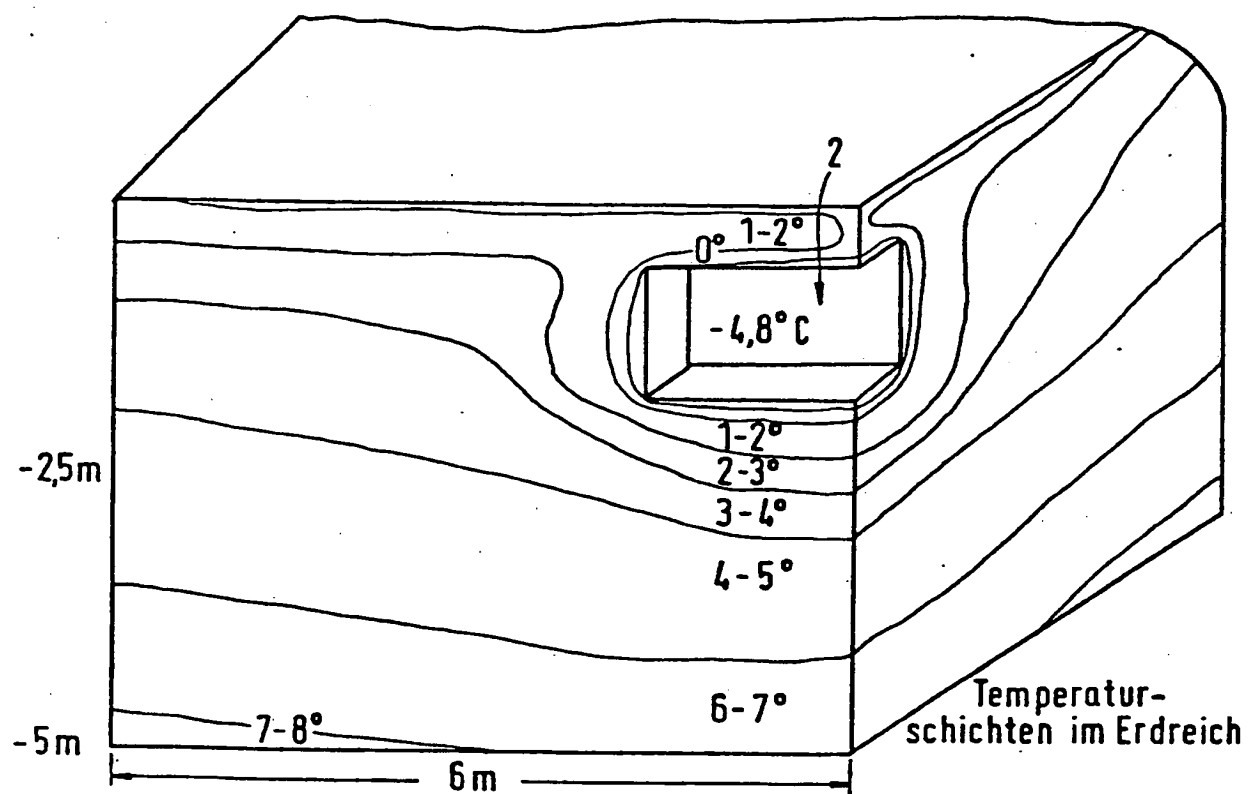 2
1-2°
0°
-4,8°C
1-2°
2-3°
-2,5m
3-4°
4-5°
6-7°
Temperatur-
schichten im Erdreich
7-8°
-5m
6m